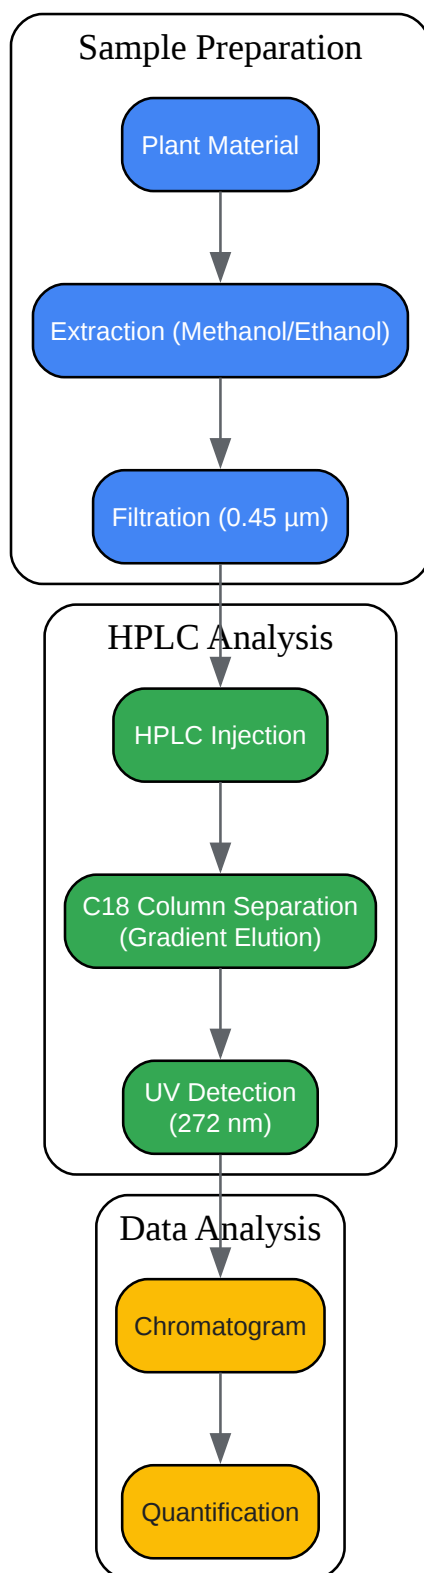 Sample Preparation
Plant Material
Extraction (Methanol/Ethanol)
Filtration (0.45 µm)
HPLC Analysis
HPLC Injection
C18 Column Separation
(Gradient Elution)
UV Detection
(272 nm)
Data Analysis
Chromatogram
Quantification